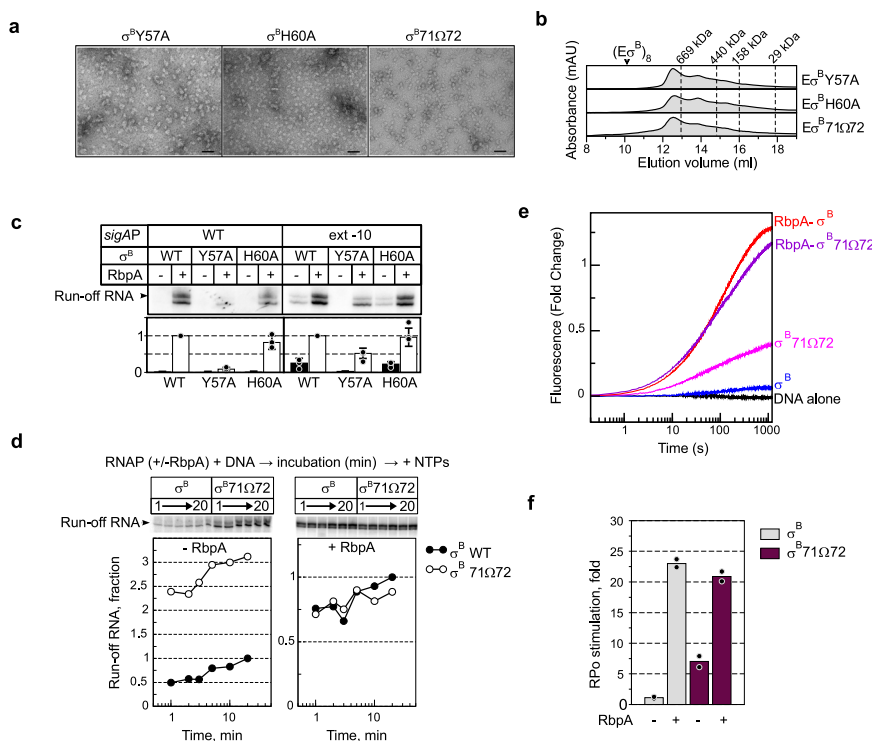 a
σᴮY57A σᴮH60A σᴮ71Ω72
b
(Eσᴮ)₈
669 kDa
440 kDa
158 kDa
29 kDa
Absorbance (mAU)
EσᴮY57A
EσᴮH60A
Eσᴮ71Ω72
8 10 12 14 16 18
Elution volume (ml)
c
sigAP WT ext -10
σᴮ WT Y57A H60A WT Y57A H60A
RbpA - + - + - + - + - + - +
Run-off RNA
1
0.5
0
WT Y57A H60A WT Y57A H60A
d
RNAP (+/-RbpA) + DNA → incubation (min) → + NTPs
σᴮ σᴮ71Ω72 σᴮ σᴮ71Ω72
1 20 1 20 1 20 1 20
Run-off RNA
- RbpA
+ RbpA
σᴮ WT
σᴮ 71Ω72
Run-off RNA, fraction
3
2.5
2
1.5
1
0.5
0
1
0.5
0
1 10
Time, min
1 10
Time, min
e
Fluorescence (Fold Change)
1
0.5
0
RbpA- σᴮ
RbpA- σᴮ71Ω72
σᴮ71Ω72
σᴮ
DNA alone
1 10 100 1000
Time (s)
f
RPo stimulation, fold
30
25
20
15
10
5
0
σᴮ
σᴮ71Ω72
RbpA - + - +